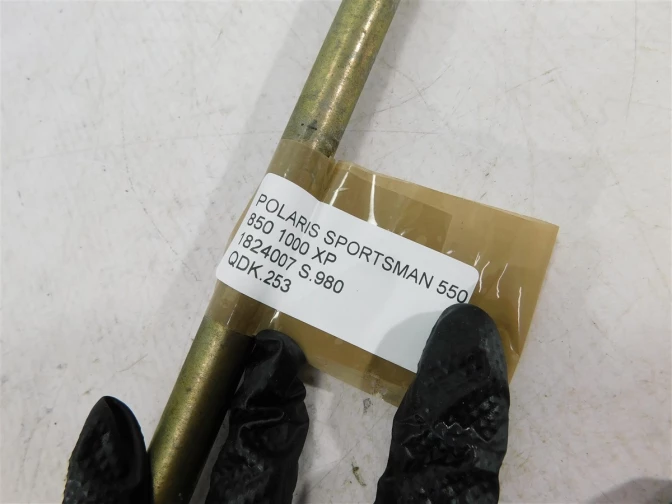 POLARIS SPORTSMAN 550
850 1000 XP
1824007 S.980
QDK.253